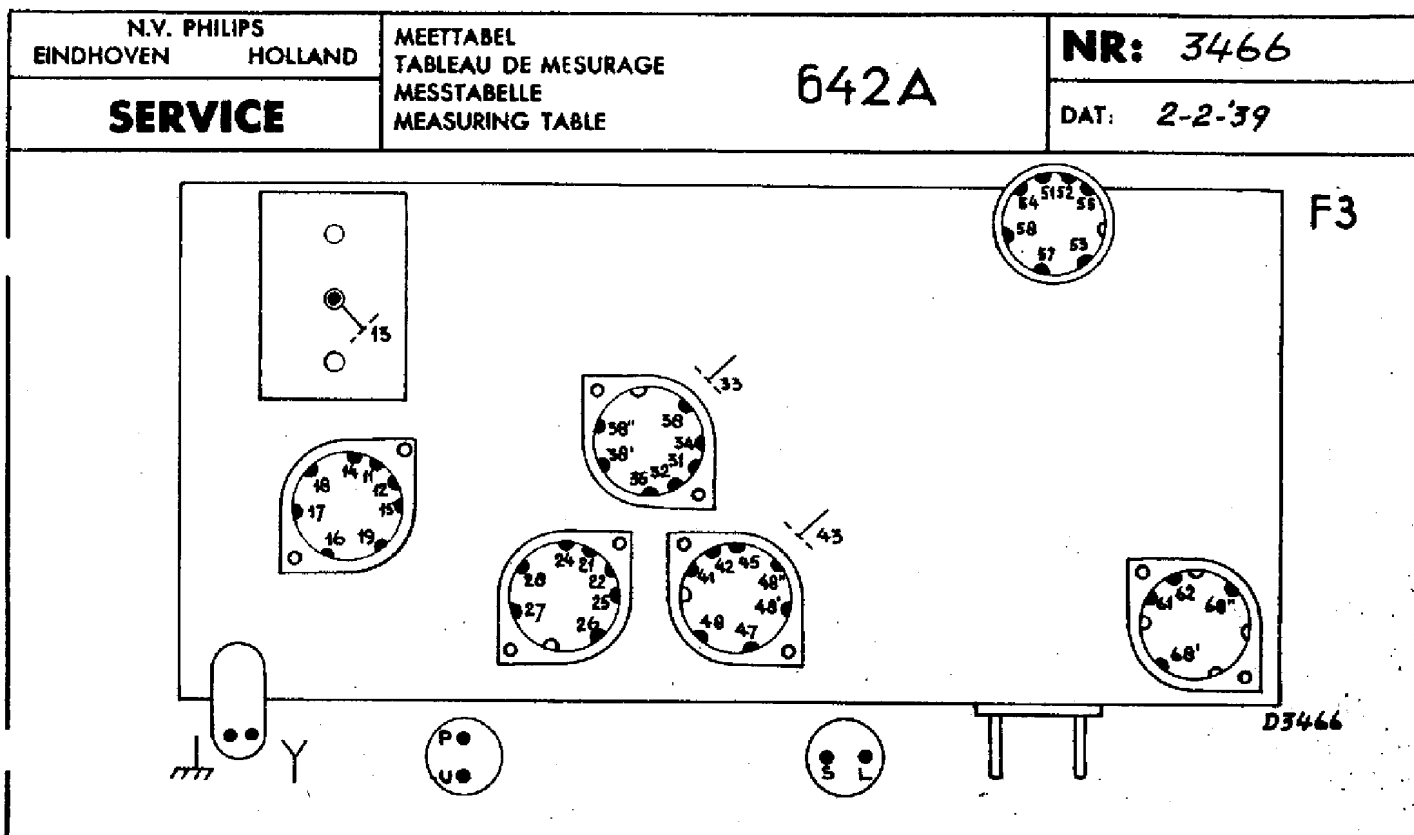 N.V. PHILIPS
EINDHOVEN HOLLAND
SERVICE
MEETTABEL
TABLEAU DE MESURAGE
MESSTABELLE
MEASURING TABLE
642A
NR: 3466
DAT: 2-2-'39
F3
54 51 52 55
58 53
57
13
33
38" 38
38' 34
35 32 31
18 14 11
12
17 15
16 19
43
28 24 21
22
27 25
26
41 42 45 48"
48'
48 47
61 62 68"
68'
D3466
Y
P
U
S L